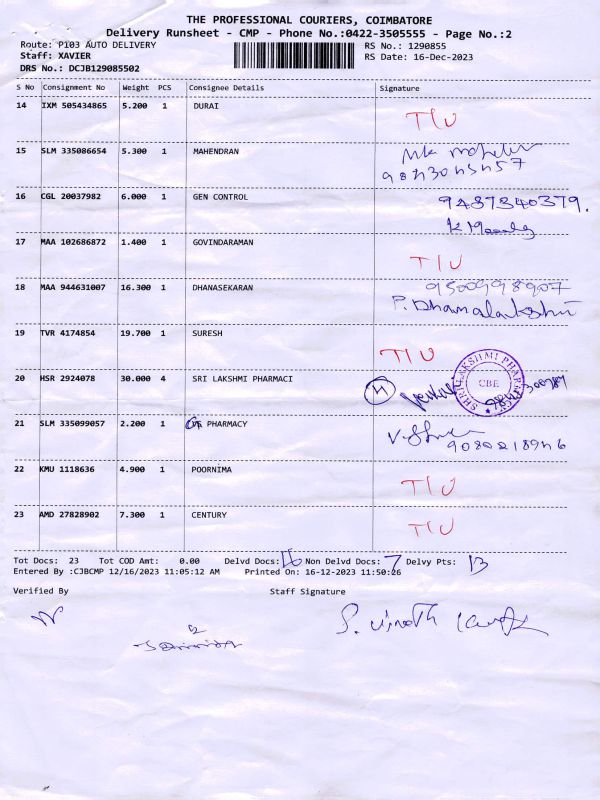 THE PROFESSIONAL COURIERS, COIMBATORE
Delivery Runsheet - CMP - Phone No.:0422-3505555 - Page No.:2
Route: P103 AUTO DELIVERY RS No.: 1290855
Staff: XAVIER RS Date: 16-Dec-2023
DRS No.: DCJB129085502
S No Consignment No Weight PCS Consignee Details Signature
14 IXM 505434865 5.200 1 DURAI T/U
15 SLM 335086654 5.300 1 MAHENDRAN
16 CGL 20037982 6.000 1 GEN CONTROL 9487340379.
17 MAA 102686872 1.400 1 GOVINDARAMAN T/U
18 MAA 944631007 16.300 1 DHANASEKARAN 9500998907
P. Dhanalakshmi
19 TVR 4174854 19.700 1 SURESH T/U
20 HSR 2924078 30.000 4 SRI LAKSHMI PHARMACI 4 CBE
21 SLM 335099057 2.200 1 PHARMACY
9080218946
22 KMU 1118636 4.900 1 POORNIMA T/U
23 AMD 27828902 7.300 1 CENTURY T/U
Tot Docs: 23 Tot COD Amt: 0.00 Delvd Docs: 16 Non Delvd Docs: 7 Delvy Pts: 13
Entered By :CJBCMP 12/16/2023 11:05:12 AM Printed On: 16-12-2023 11:50:26
Verified By Staff Signature
S. Vinoth